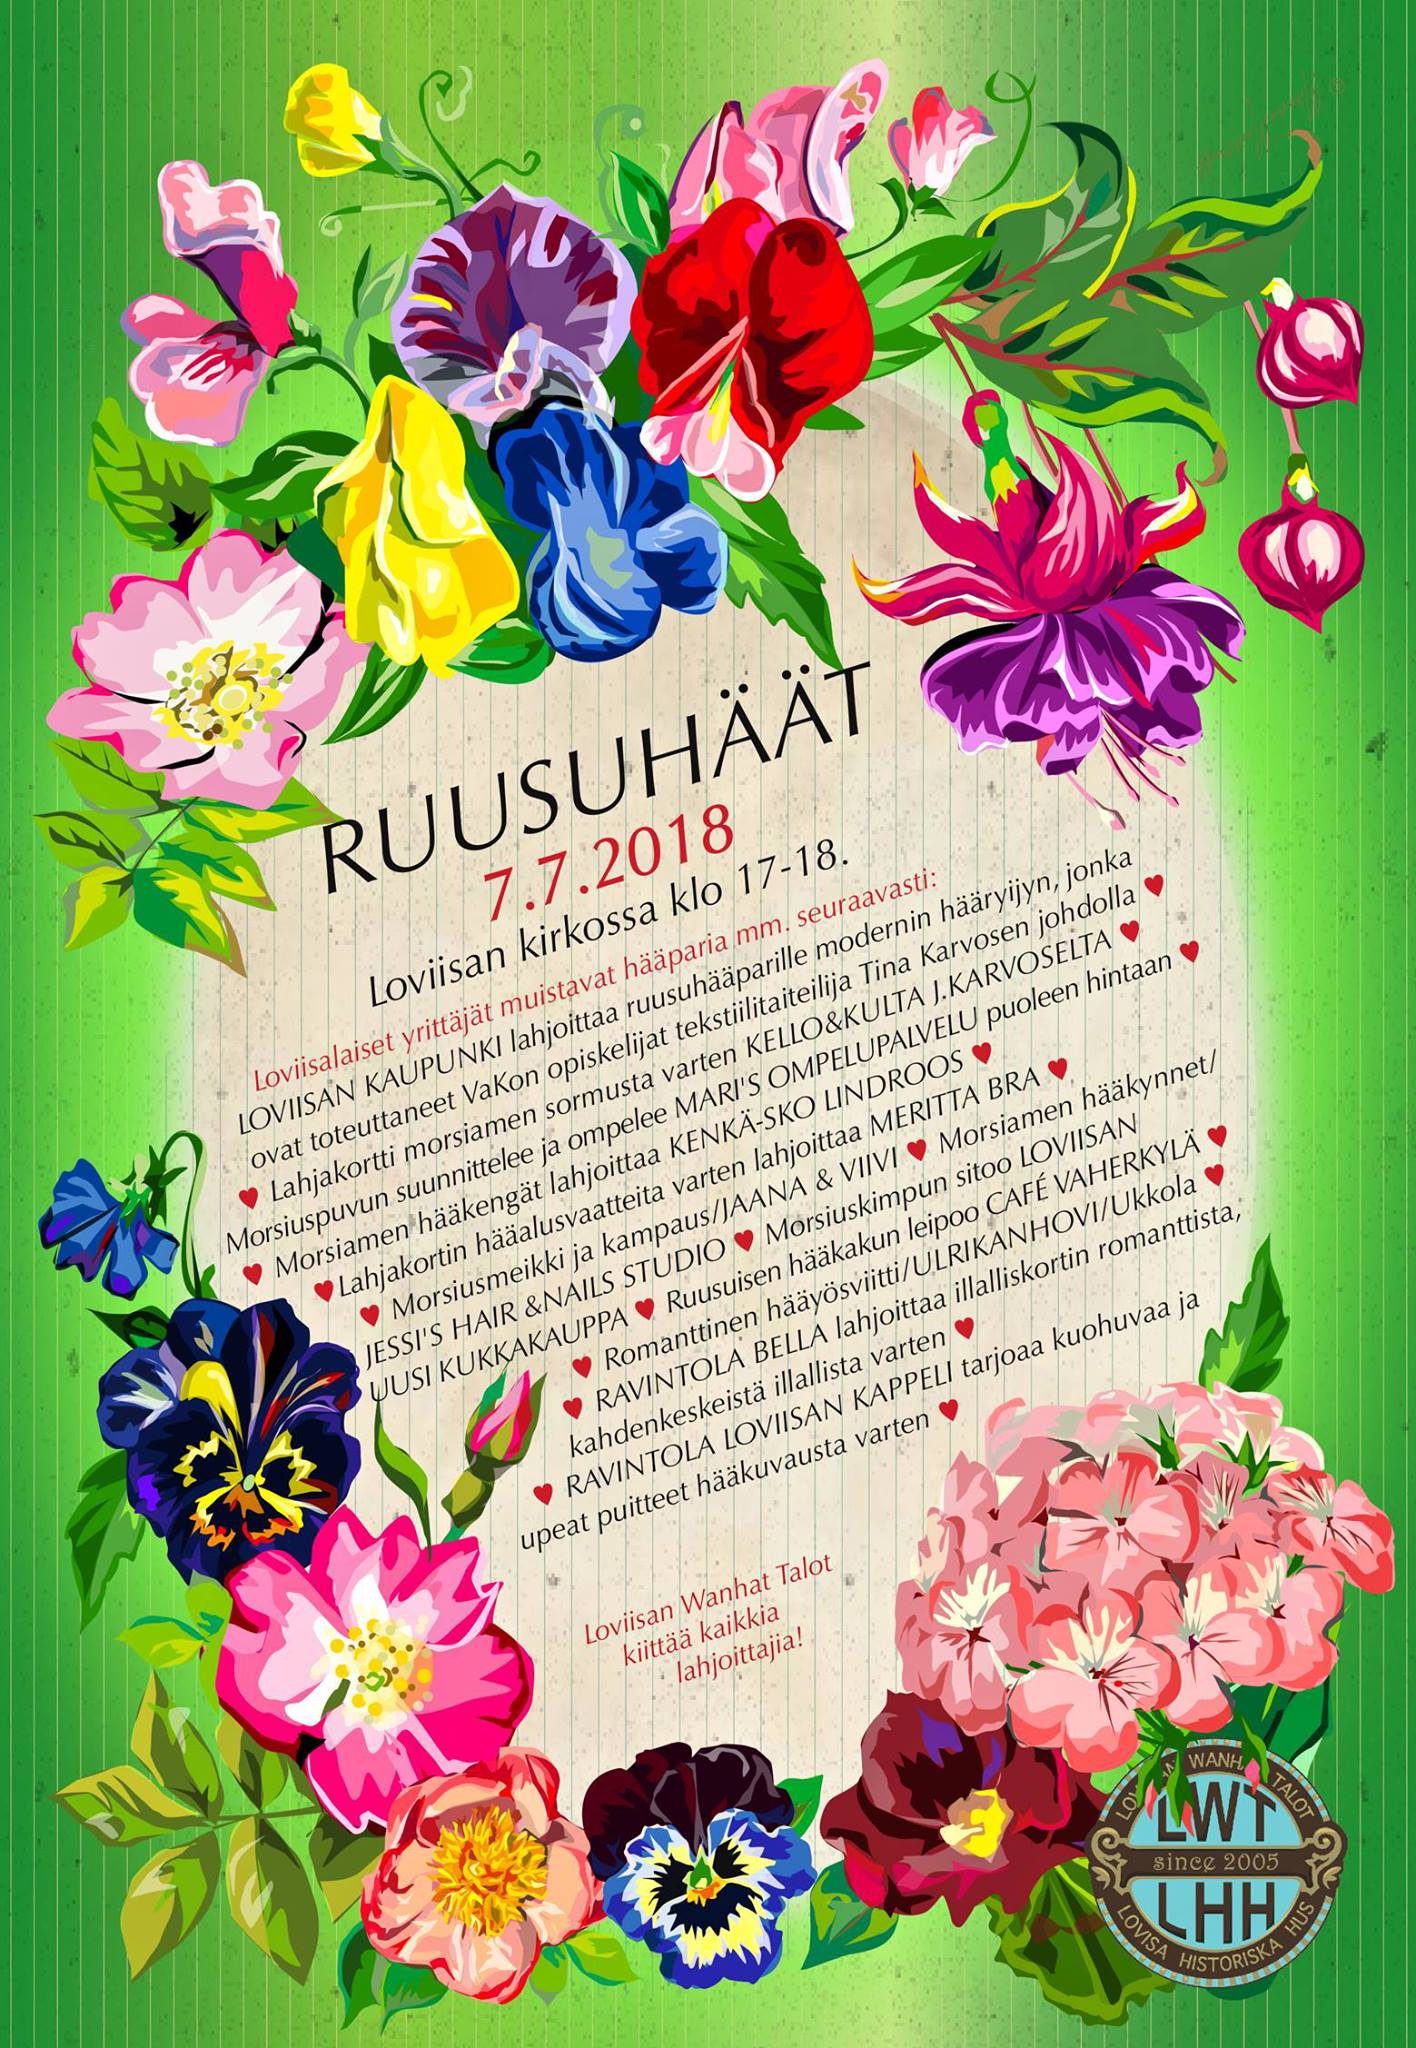 RUUSUHÄÄT
7.7.2018
Loviisan kirkossa klo 17-18.
Loviisalaiset yrittäjät muistavat hääparia mm. seuraavasti:
LOVIISAN KAUPUNKI lahjoittaa ruusuhääparille modernin hääryijyn, jonka
ovat toteuttaneet VaKon opiskelijat tekstiilitaiteilija Tina Karvosen johdolla ♥
♥ Lahjakortti morsiamen sormusta varten KELLO&KULTA J.KARVOSELTA ♥
Morsiuspuvun suunnittelee ja ompelee MARI'S OMPELUPALVELU puoleen hintaan ♥
♥ Morsiamen hääkengät lahjoittaa KENKÄ-SKO LINDROOS ♥
♥Lahjakortin hääalusvaatteita varten lahjoittaa MERITTA BRA ♥
♥ Morsiusmeikki ja kampaus/JAANA & VIIVI ♥ Morsiamen hääkynnet/
JESSI'S HAIR &NAILS STUDIO ♥ Morsiuskimpun sitoo LOVIISAN
UUSI KUKKAKAUPPA ♥ Ruusuisen hääkakun leipoo CAFÉ VAHERKYLÄ ♥
♥ Romanttinen hääyösviitti/ULRIKANHOVI/Ukkola ♥
♥ RAVINTOLA BELLA lahjoittaa illalliskortin romanttista,
kahdenkeskeistä illallista varten ♥
♥ RAVINTOLA LOVIISAN KAPPELI tarjoaa kuohuvaa ja
upeat puitteet hääkuvausta varten ♥
Loviisan Wanhat Talot
kiittää kaikkia
lahjoittajia!
WANHAT TALOT
LWT
since 2005
LHH
LOVISA HISTORISKA HUS